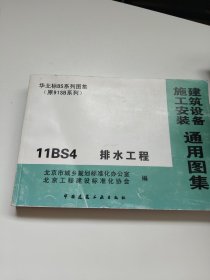 华北标BS系列图集
（原91SB系列）
建筑设备
施工安装
通用图集
11BS4 排水工程
北京市城乡规划标准化办公室
北京工程建设标准化协会
编
中国建筑工业出版社